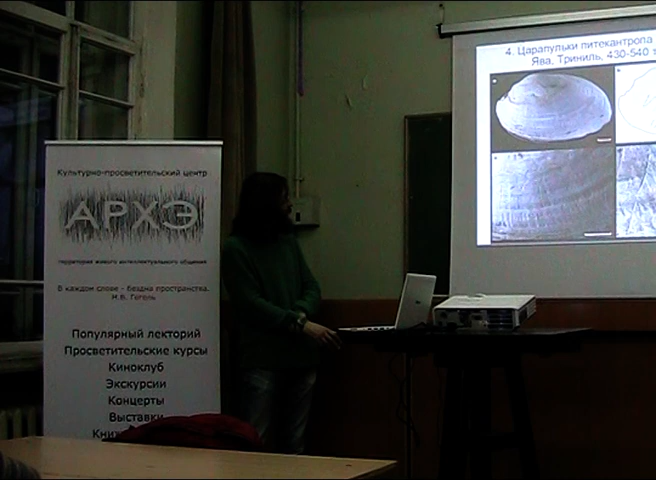 Культурно-просветительский центр
АРХЭ
территория живого интеллектуального общения
В каждом слове - бездна пространства.
Н.В. Гоголь
Популярный лекторий
Просветительские курсы
Киноклуб
Экскурсии
Концерты
Выставки
4. Царапульки питекантропа
Ява, Триниль, 430-540